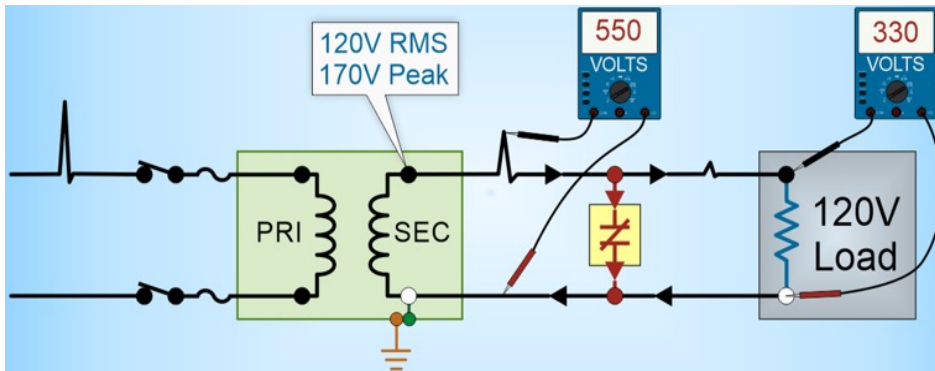 550
VOLTS
330
VOLTS
120V RMS
170V Peak
PRI
SEC
120V
Load